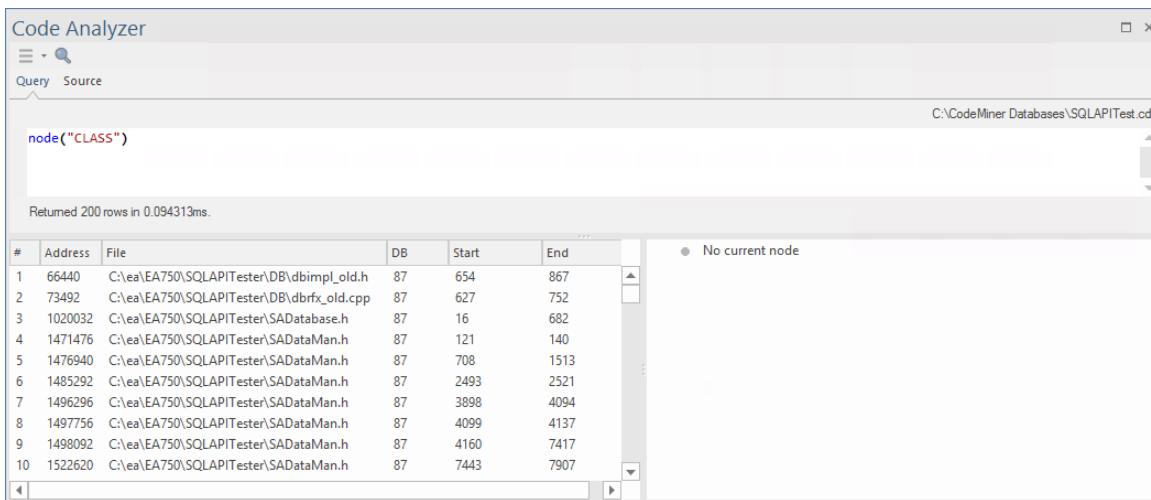 Code Analyzer
Query Source
C:\CodeMiner Databases\SQLAPITest.cd
node("CLASS")
Returned 200 rows in 0.094313ms.
# Address File DB Start End
No current node
1 66440 C:\ea\EA750\SQLAPITester\DB\dbimpl_old.h 87 654 867
2 73492 C:\ea\EA750\SQLAPITester\DB\dbrfx_old.cpp 87 627 752
3 1020032 C:\ea\EA750\SQLAPITester\SADatabase.h 87 16 682
4 1471476 C:\ea\EA750\SQLAPITester\SADataMan.h 87 121 140
5 1476940 C:\ea\EA750\SQLAPITester\SADataMan.h 87 708 1513
6 1485292 C:\ea\EA750\SQLAPITester\SADataMan.h 87 2493 2521
7 1496296 C:\ea\EA750\SQLAPITester\SADataMan.h 87 3898 4094
8 1497756 C:\ea\EA750\SQLAPITester\SADataMan.h 87 4099 4137
9 1498092 C:\ea\EA750\SQLAPITester\SADataMan.h 87 4160 7417
10 1522620 C:\ea\EA750\SQLAPITester\SADataMan.h 87 7443 7907